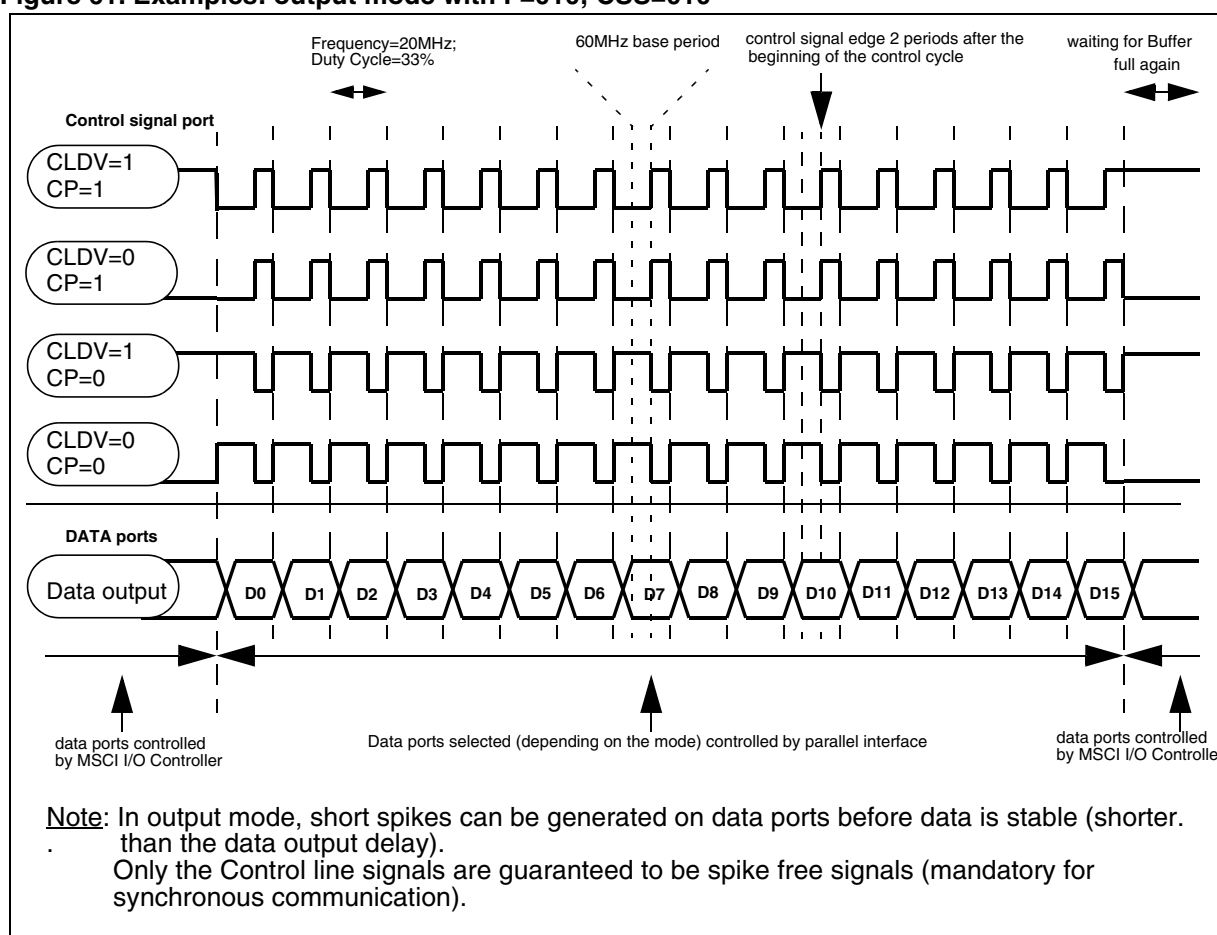 Frequency=20MHz;
Duty Cycle=33%
60MHz base period
control signal edge 2 periods after the
beginning of the control cycle
waiting for Buffer
full again
Control signal port
CLDV=1
CP=1
CLDV=0
CP=1
CLDV=1
CP=0
CLDV=0
CP=0
DATA ports
Data output
D0 D1 D2 D3 D4 D5 D6 D7 D8 D9 D10 D11 D12 D13 D14 D15
data ports controlled
by MSCI I/O Controller
Data ports selected (depending on the mode) controlled by parallel interface
data ports controlled
by MSCI I/O Controlle
Note: In output mode, short spikes can be generated on data ports before data is stable (shorter.
. than the data output delay).
Only the Control line signals are guaranteed to be spike free signals (mandatory for
synchronous communication).